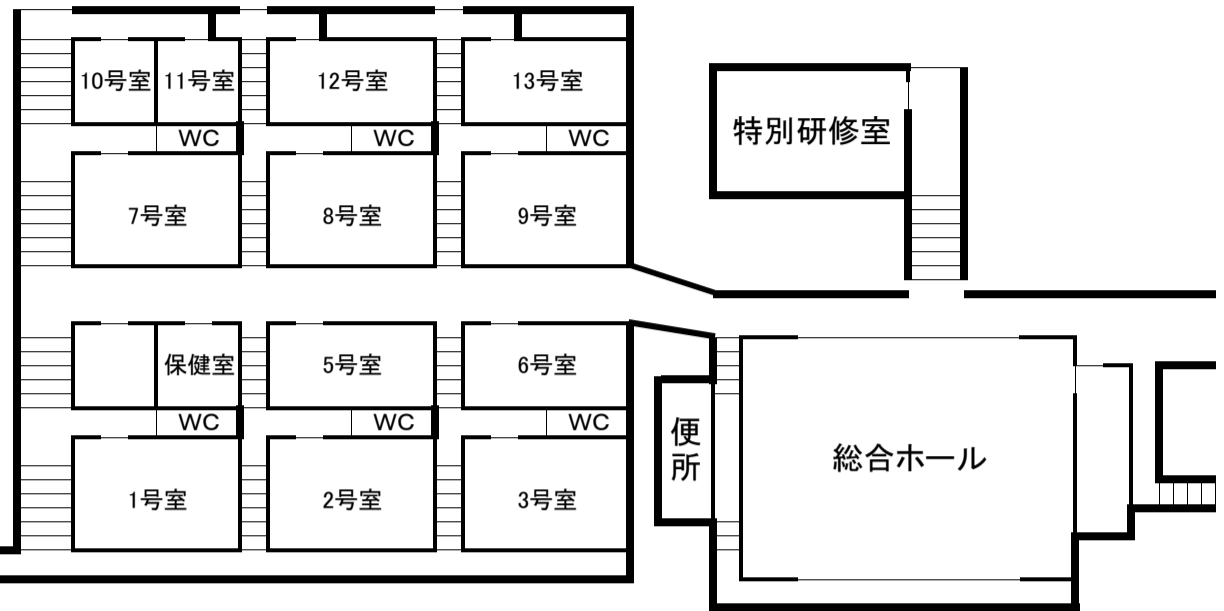 10号室
11号室
12号室
13号室
WC
WC
WC
7号室
8号室
9号室
特別研修室
保健室
5号室
6号室
WC
WC
WC
1号室
2号室
3号室
便所
総合ホール